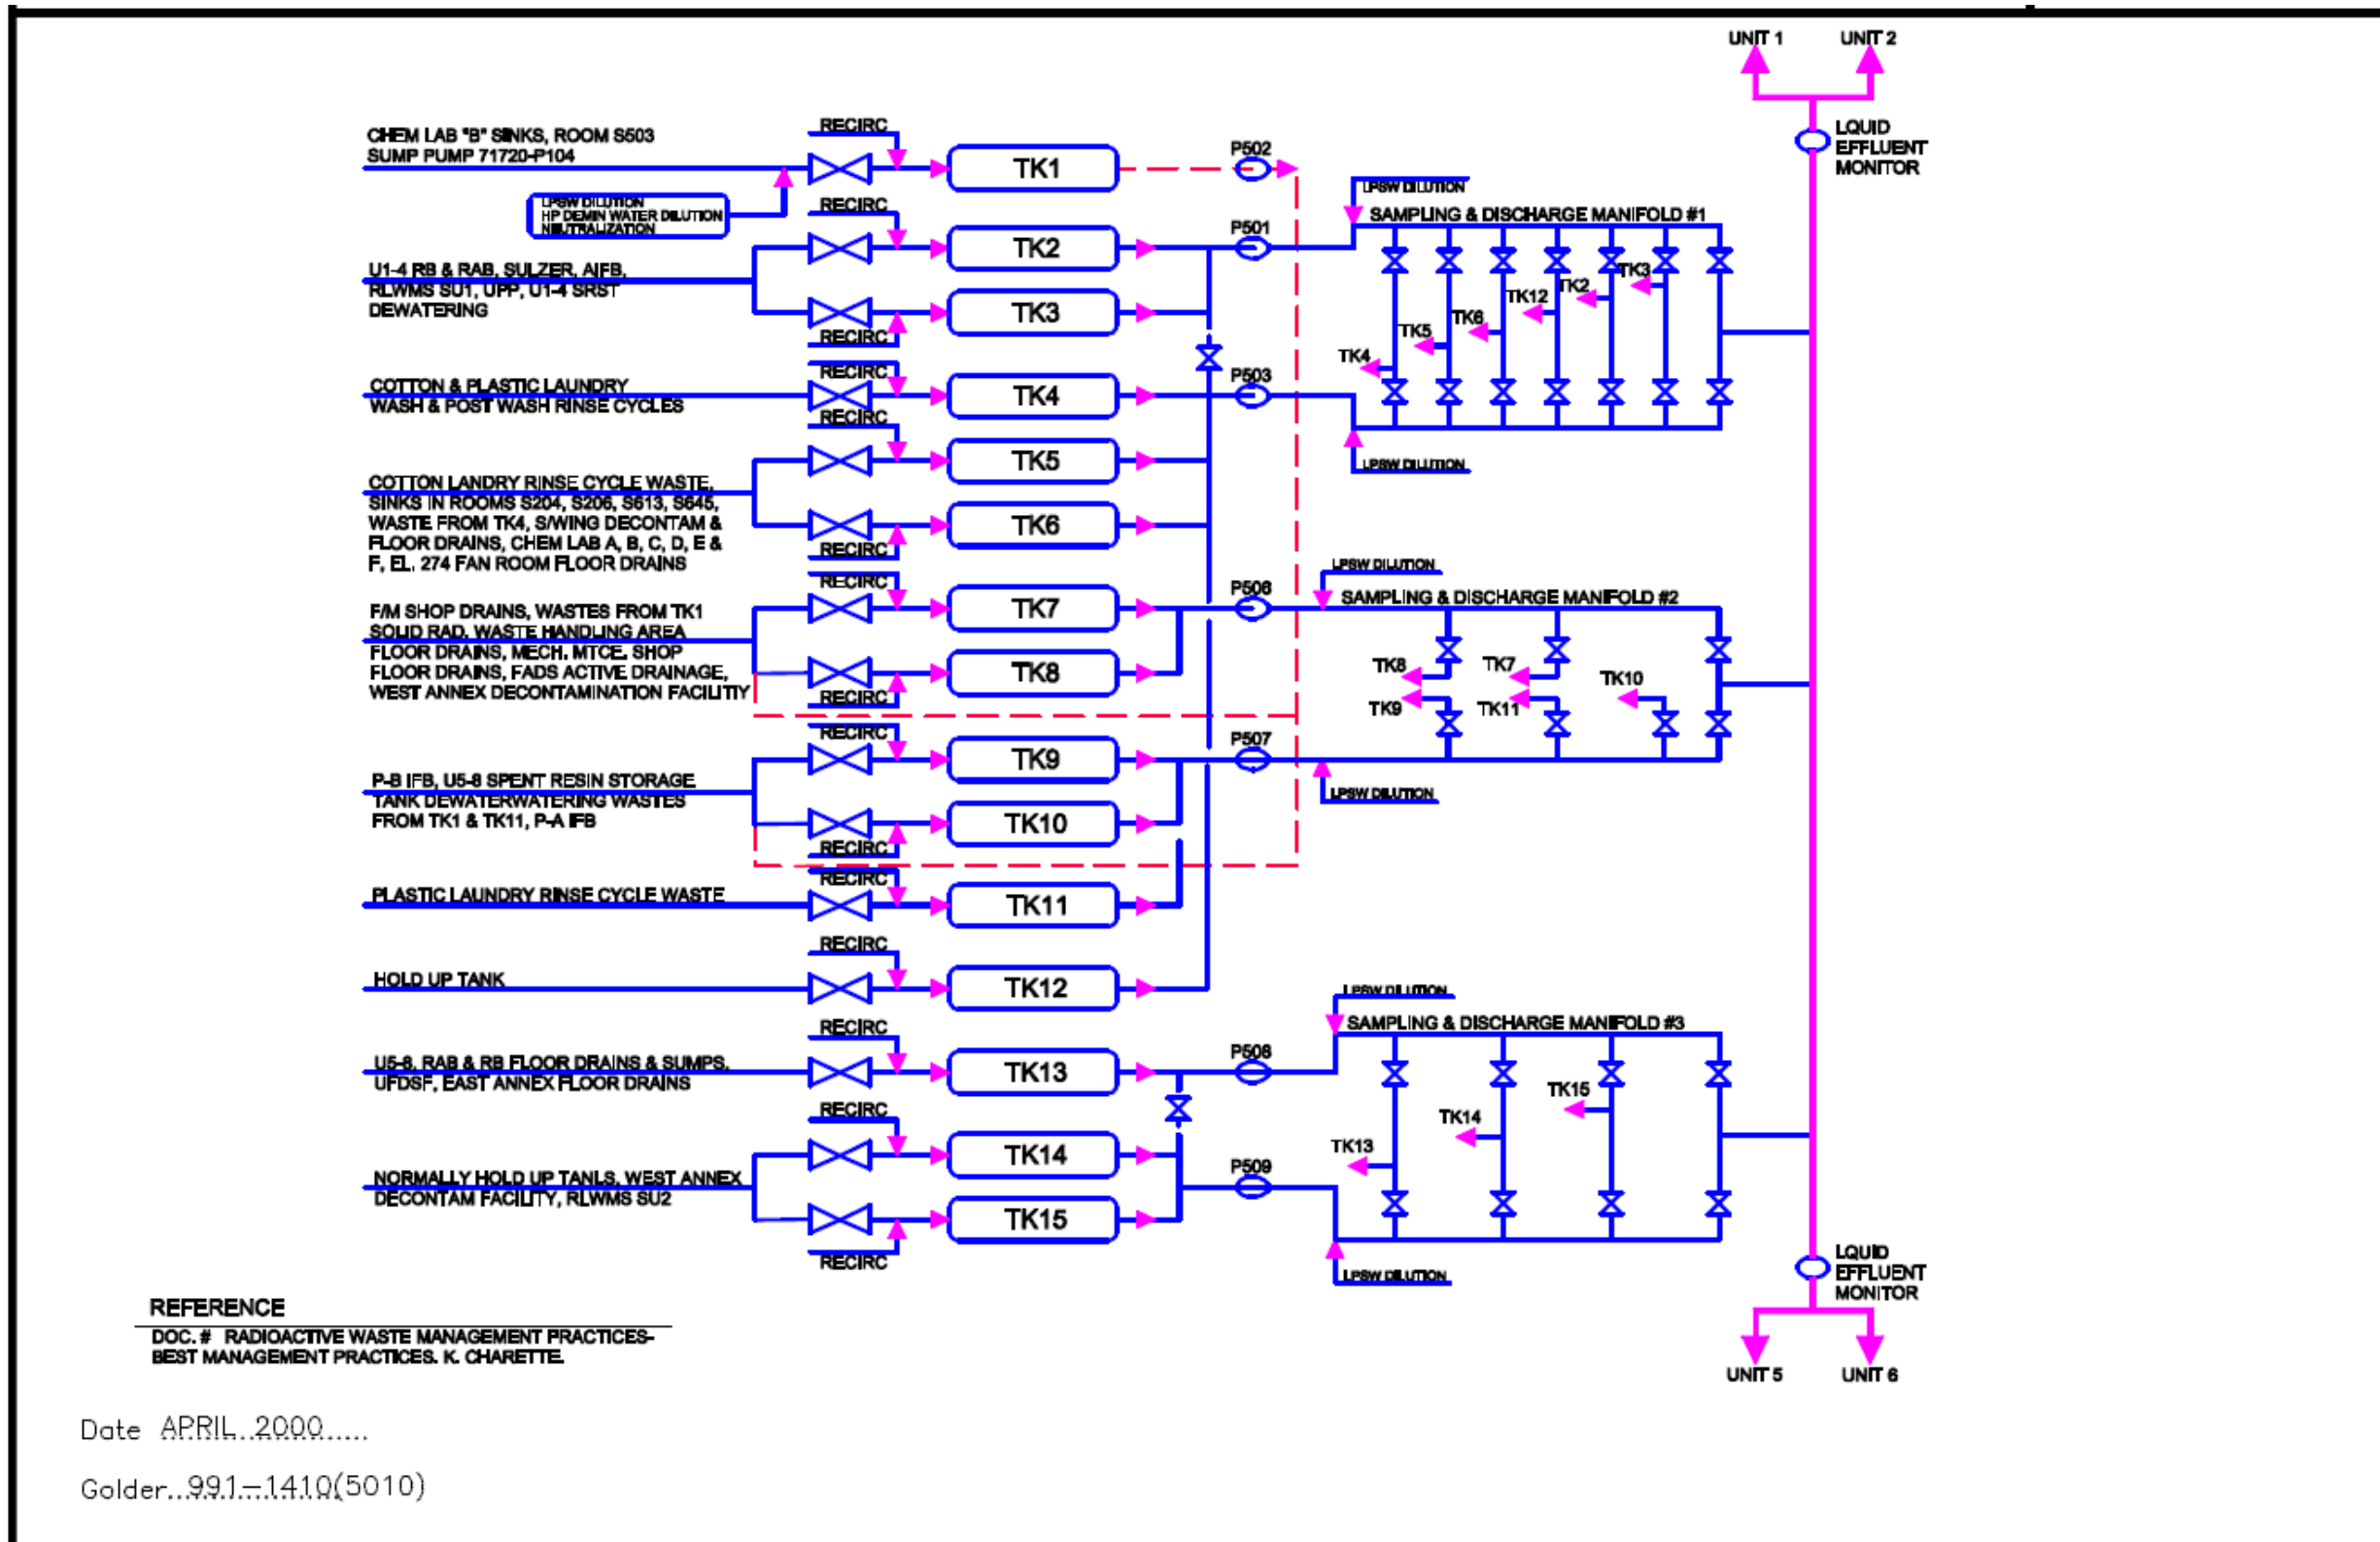 UNIT 1
UNIT 2
LQUID
EFFLUENT
MONITOR
CHEM LAB "B" SINKS, ROOM S503
SUMP PUMP 71720-P104
RECIRC
TK1
P502
LPSW DILUTION
HP DEMIN WATER DILUTION
NEUTRALIZATION
RECIRC
TK2
P501
U1-4 RB & RAB, SULZER, AIFB,
RLWMS SU1, UPP, U1-4 SRST
DEWATERING
TK3
RECIRC
LPSW DILUTION
SAMPLING & DISCHARGE MANIFOLD #1
TK3
TK2
TK12
TK6
TK5
TK4
LPSW DILUTION
COTTON & PLASTIC LAUNDRY
WASH & POST WASH RINSE CYCLES
RECIRC
TK4
P503
RECIRC
TK5
COTTON LANDRY RINSE CYCLE WASTE,
SINKS IN ROOMS S204, S206, S613, S645,
WASTE FROM TK4, S/WING DECONTAM &
FLOOR DRAINS, CHEM LAB A, B, C, D, E &
F, EL. 274 FAN ROOM FLOOR DRAINS
TK6
RECIRC
RECIRC
TK7
P506
F/M SHOP DRAINS, WASTES FROM TK1
SOLID RAD. WASTE HANDLING AREA
FLOOR DRAINS, MECH. MTCE. SHOP
FLOOR DRAINS, FADS ACTIVE DRAINAGE,
WEST ANNEX DECONTAMINATION FACILITIY
TK8
RECIRC
LPSW DILUTION
SAMPLING & DISCHARGE MANIFOLD #2
TK8
TK7
TK10
TK9
TK11
LPSW DILUTION
RECIRC
TK9
P507
P-B IFB, U5-8 SPENT RESIN STORAGE
TANK DEWATERWATERING WASTES
FROM TK1 & TK11, P-A IFB
TK10
RECIRC
RECIRC
PLASTIC LAUNDRY RINSE CYCLE WASTE
TK11
RECIRC
HOLD UP TANK
TK12
RECIRC
U5-8, RAB & RB FLOOR DRAINS & SUMPS,
UFDSF, EAST ANNEX FLOOR DRAINS
TK13
P508
LPSW DILUTION
SAMPLING & DISCHARGE MANIFOLD #3
TK15
TK14
TK13
LPSW DILUTION
RECIRC
TK14
NORMALLY HOLD UP TANLS, WEST ANNEX
DECONTAM FACILITY, RLWMS SU2
P509
TK15
RECIRC
LQUID
EFFLUENT
MONITOR
UNIT 5
UNIT 6
REFERENCE
DOC. # RADIOACTIVE WASTE MANAGEMENT PRACTICES-
BEST MANAGEMENT PRACTICES. K. CHARETTE.
Date APRIL 2000
Golder 991-1410(5010)